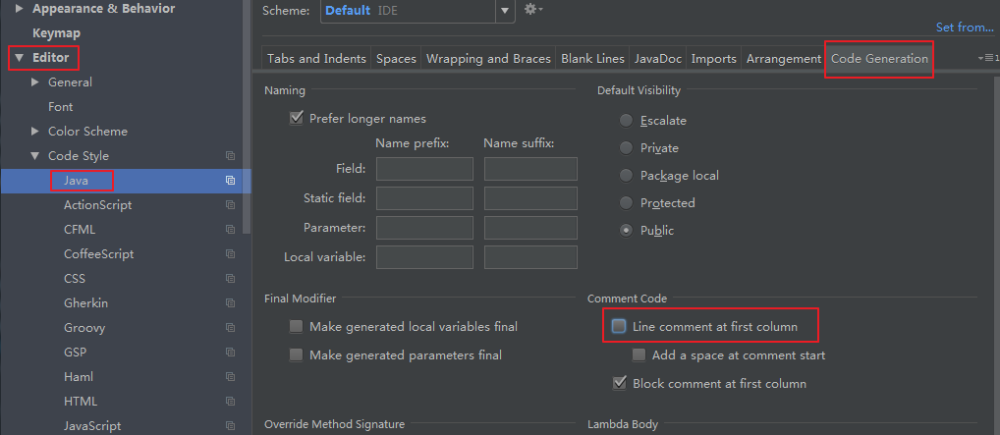 Appearance & Behavior
Keymap
Editor
General
Font
Color Scheme
Code Style
Java
ActionScript
CFML
CoffeeScript
CSS
Gherkin
Groovy
GSP
Haml
HTML
JavaScript
Scheme: Default IDE
Set from...
Tabs and Indents Spaces Wrapping and Braces Blank Lines JavaDoc Imports Arrangement Code Generation 1
Naming
Prefer longer names
Name prefix: Name suffix:
Field:
Static field:
Parameter:
Local variable:
Default Visibility
Escalate
Private
Package local
Protected
Public
Final Modifier
Make generated local variables final
Make generated parameters final
Comment Code
Line comment at first column
Add a space at comment start
Block comment at first column
Override Method Signature
Lambda Body